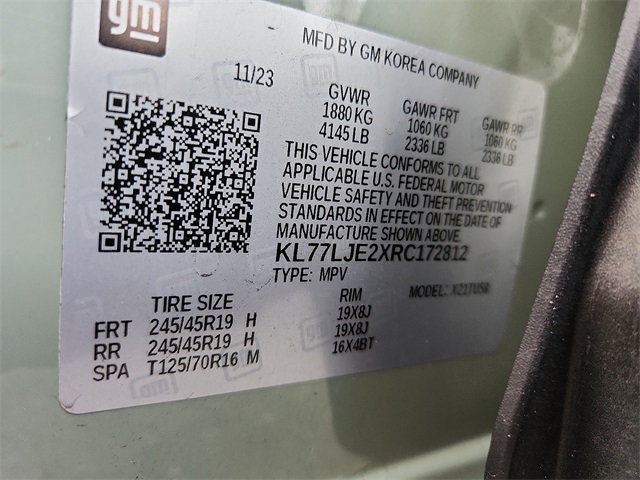 gm
MFD BY GM KOREA COMPANY
11/23
GVWR GAWR FRT GAWR RR
1880 KG 1060 KG 1060 KG
4145 LB 2336 LB 2336 LB
THIS VEHICLE CONFORMS TO ALL
APPLICABLE U.S. FEDERAL MOTOR
VEHICLE SAFETY AND THEFT PREVENTION
STANDARDS IN EFFECT ON THE DATE OF
MANUFACTURE SHOWN ABOVE.
KL77LJE2XRC172812
TYPE: MPV MODEL:
TIRE SIZE RIM
FRT 245/45R19 H 19X8J
RR 245/45R19 H 19X8J
SPA T125/70R16 M 16X4BT